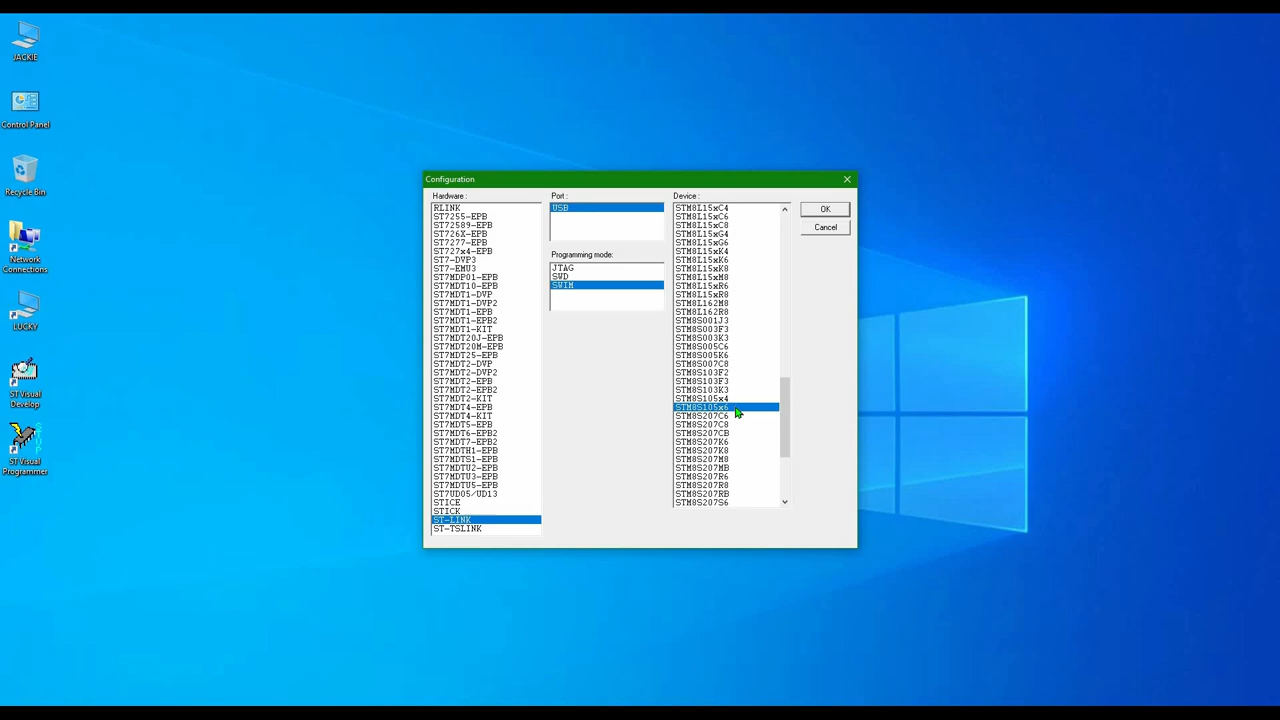 JACKIE
Control Panel
Recycle Bin
Network
Connections
LUCKY
ST Visual
Develop
ST Visual
Programmer
Configuration
Hardware :
RLINK
ST7255-EPB
ST72589-EPB
ST726X-EPB
ST7277-EPB
ST727x4-EPB
ST7-DVP3
ST7-EMU3
ST7MDP01-EPB
ST7MDT10-EPB
ST7MDT1-DVP
ST7MDT1-DVP2
ST7MDT1-EPB
ST7MDT1-EPB2
ST7MDT1-KIT
ST7MDT20J-EPB
ST7MDT20M-EPB
ST7MDT25-EPB
ST7MDT2-DVP
ST7MDT2-DVP2
ST7MDT2-EPB
ST7MDT2-EPB2
ST7MDT2-KIT
ST7MDT4-EPB
ST7MDT4-KIT
ST7MDT5-EPB
ST7MDT6-EPB2
ST7MDT7-EPB2
ST7MDTH1-EPB
ST7MDTS1-EPB
ST7MDTU2-EPB
ST7MDTU3-EPB
ST7MDTU5-EPB
ST7UD05/UD13
STICE
STICK
ST-LINK
ST-TSLINK
Port :
USB
Programming mode:
JTAG
SWD
SWIM
Device :
STM8L15xC4
STM8L15xC6
STM8L15xC8
STM8L15xG4
STM8L15xG6
STM8L15xK4
STM8L15xK6
STM8L15xK8
STM8L15xM8
STM8L15xR6
STM8L15xR8
STM8L162M8
STM8L162R8
STM8S001J3
STM8S003F3
STM8S003K3
STM8S005C6
STM8S005K6
STM8S007C8
STM8S103F2
STM8S103F3
STM8S103K3
STM8S105x4
STM8S105x6
STM8S207C6
STM8S207C8
STM8S207CB
STM8S207K6
STM8S207K8
STM8S207M8
STM8S207MB
STM8S207R6
STM8S207R8
STM8S207RB
STM8S207S6
OK
Cancel